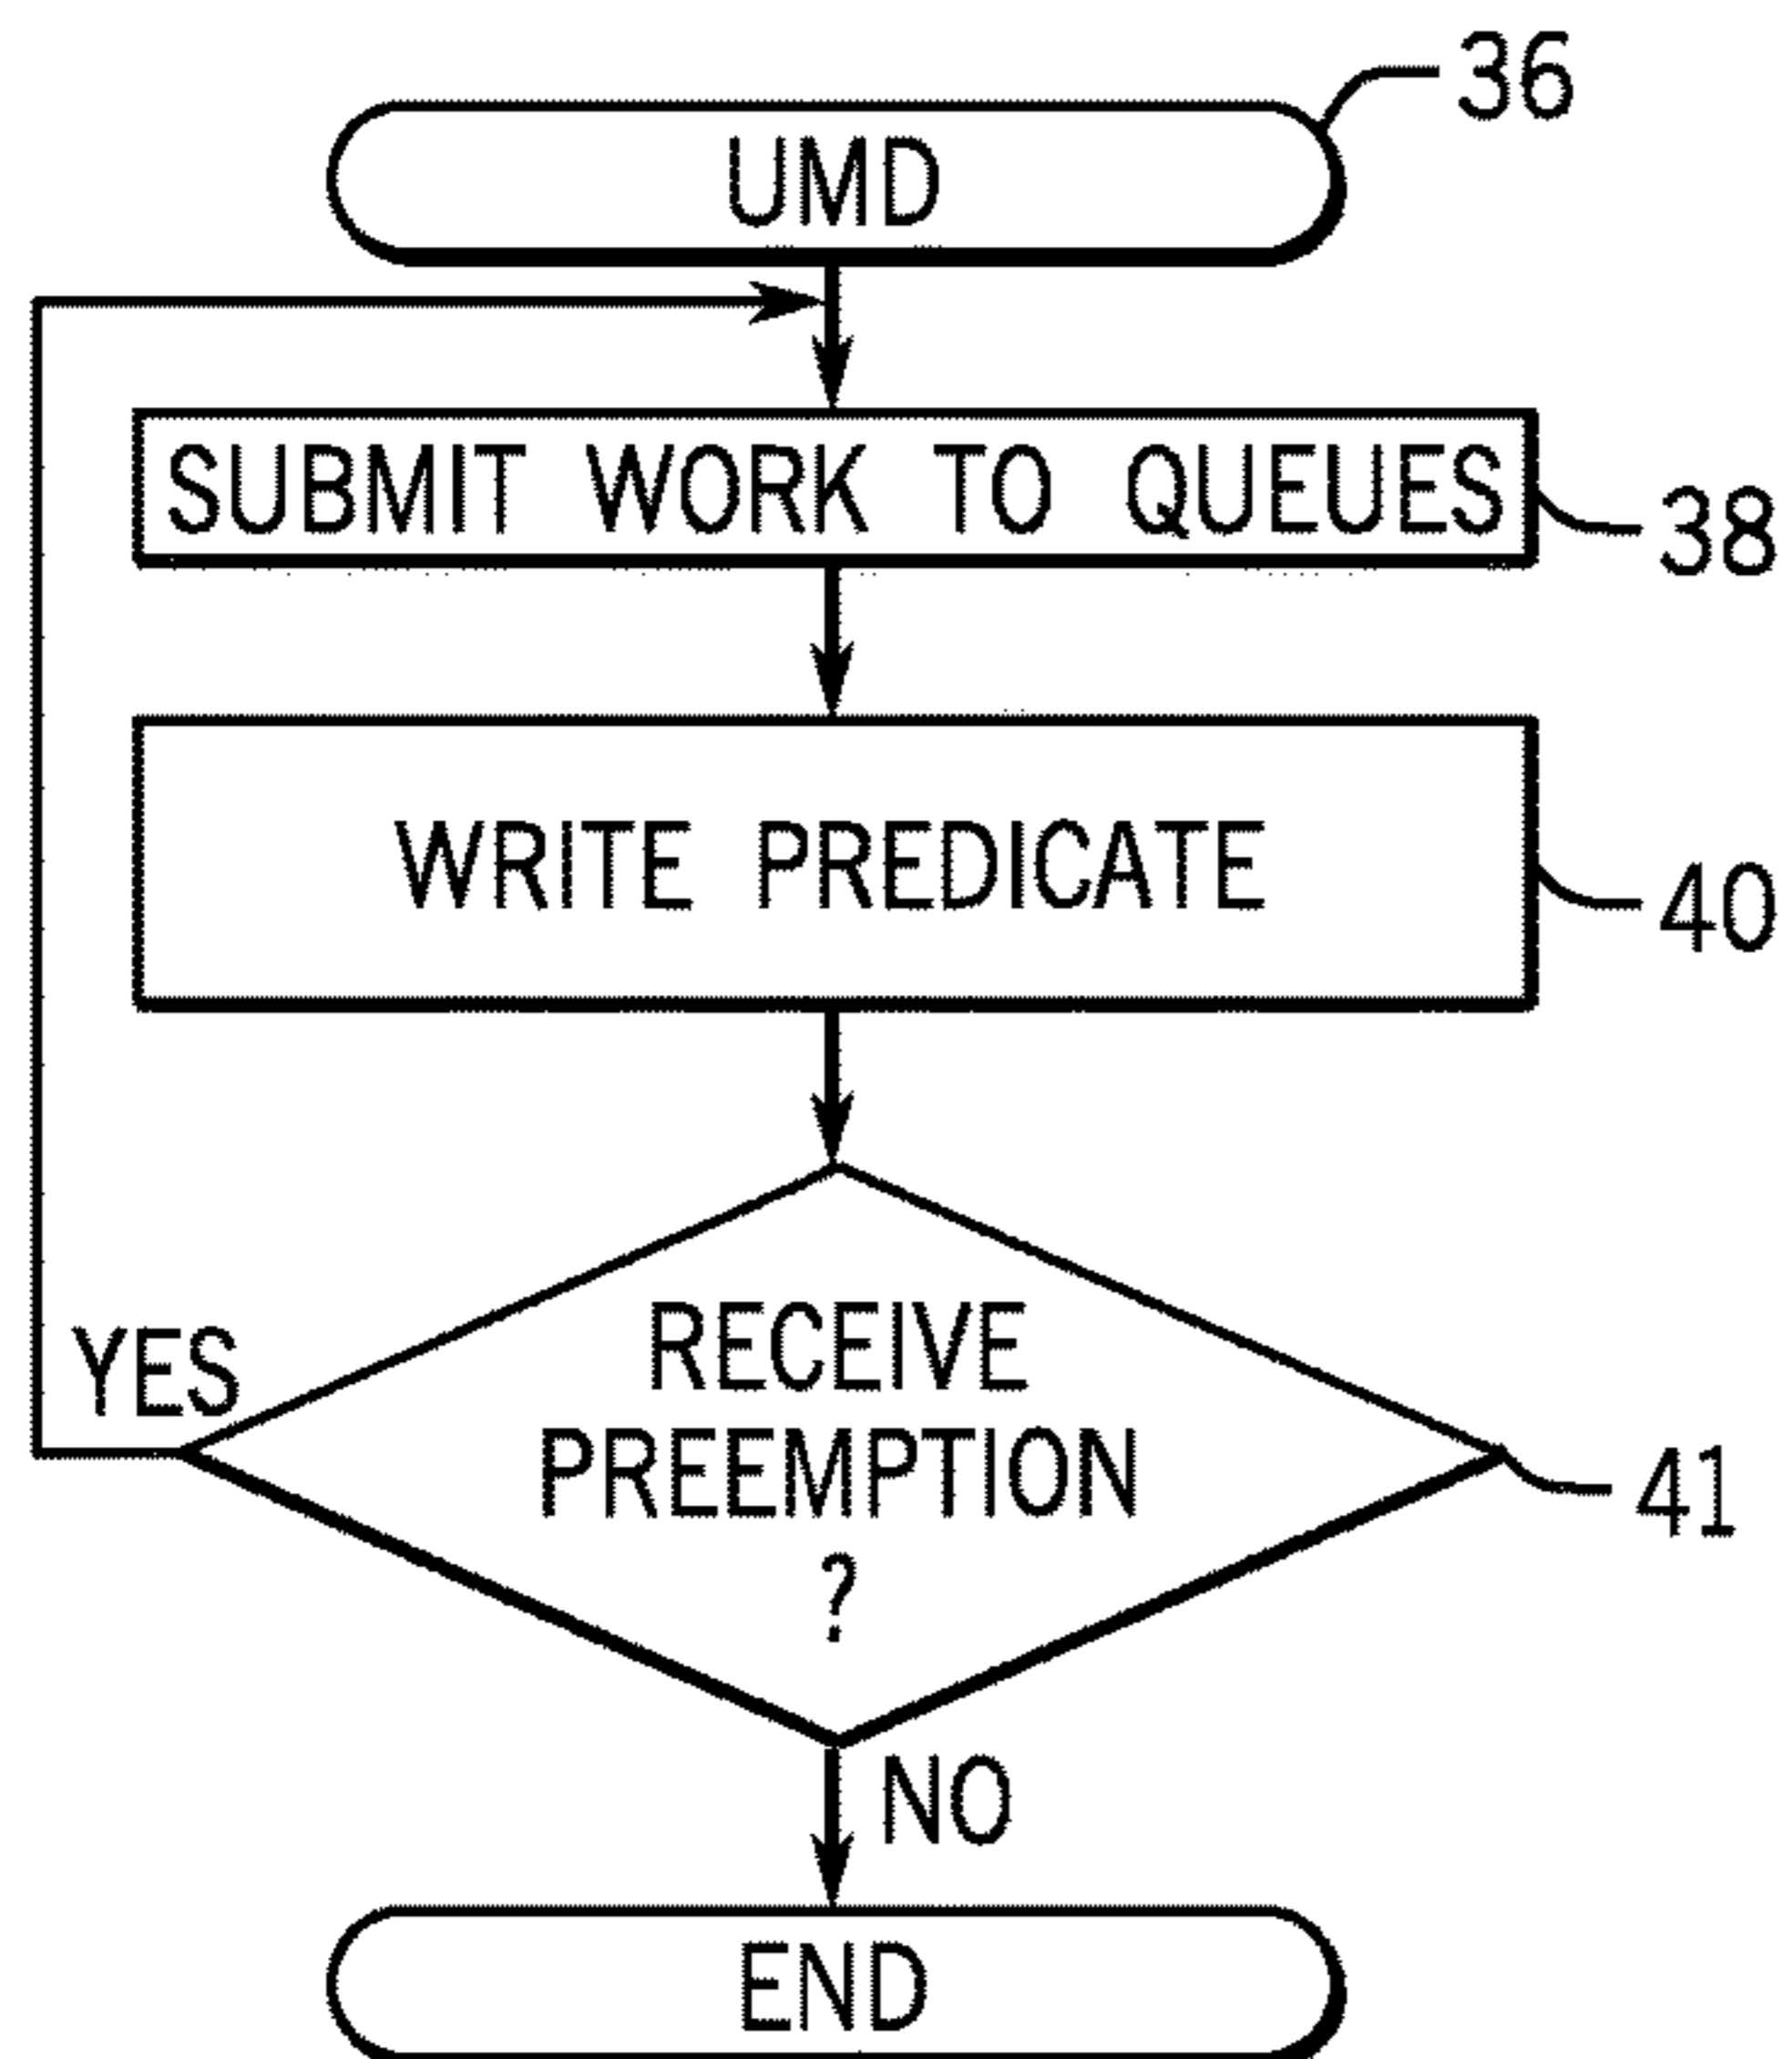 36
UMD
SUBMIT WORK TO QUEUES
38
WRITE PREDICATE
40
YES
RECEIVE
PREEMPTION
?
41
NO
END